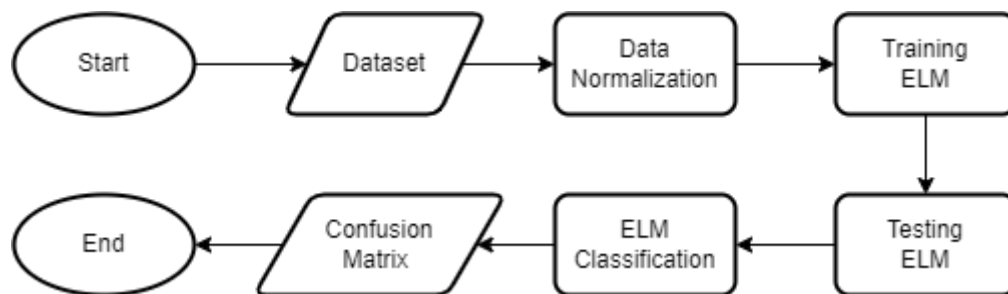 Start
Dataset
Data
Normalization
Training
ELM
Testing
ELM
ELM
Classification
Confusion
Matrix
End